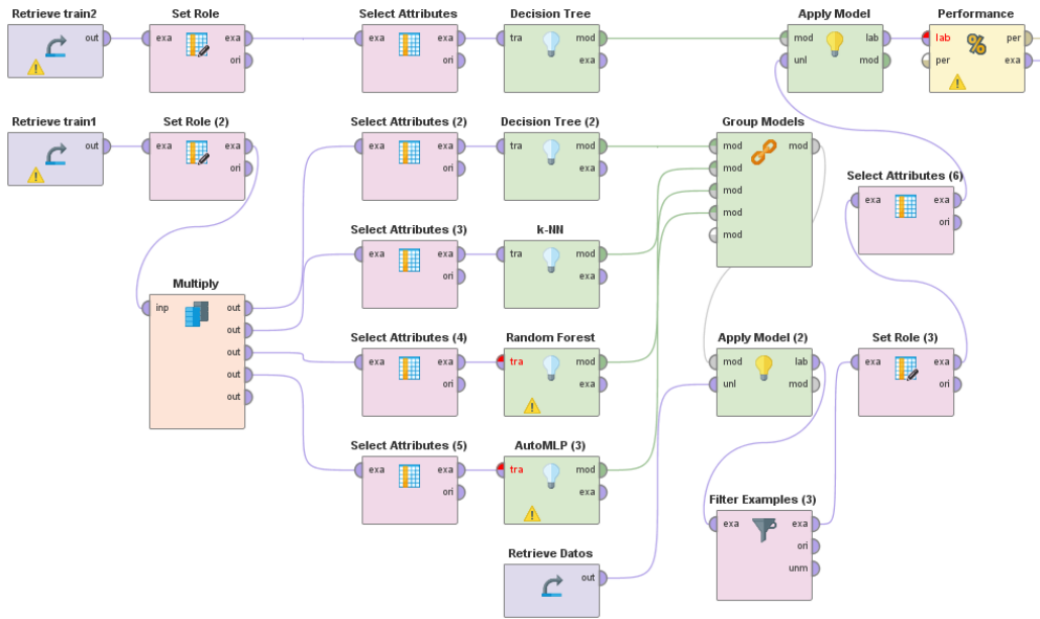 Retrieve train2
out
Set Role
exa
exa
ori
Select Attributes
exa
exa
ori
Decision Tree
tra
mod
exa
Apply Model
mod
lab
unl
mod
Performance
lab
per
per
exa
%
Retrieve train1
out
Set Role (2)
exa
exa
ori
Select Attributes (2)
exa
exa
ori
Decision Tree (2)
tra
mod
exa
Group Models
mod
mod
mod
mod
mod
mod
Select Attributes (6)
exa
exa
ori
Select Attributes (3)
exa
exa
ori
k-NN
tra
mod
exa
Multiply
inp
out
out
out
out
out
Select Attributes (4)
exa
exa
ori
Random Forest
tra
mod
exa
Apply Model (2)
mod
lab
unl
mod
Set Role (3)
exa
exa
ori
Select Attributes (5)
exa
exa
ori
AutoMLP (3)
tra
mod
exa
Filter Examples (3)
exa
exa
ori
unm
Retrieve Datos
out